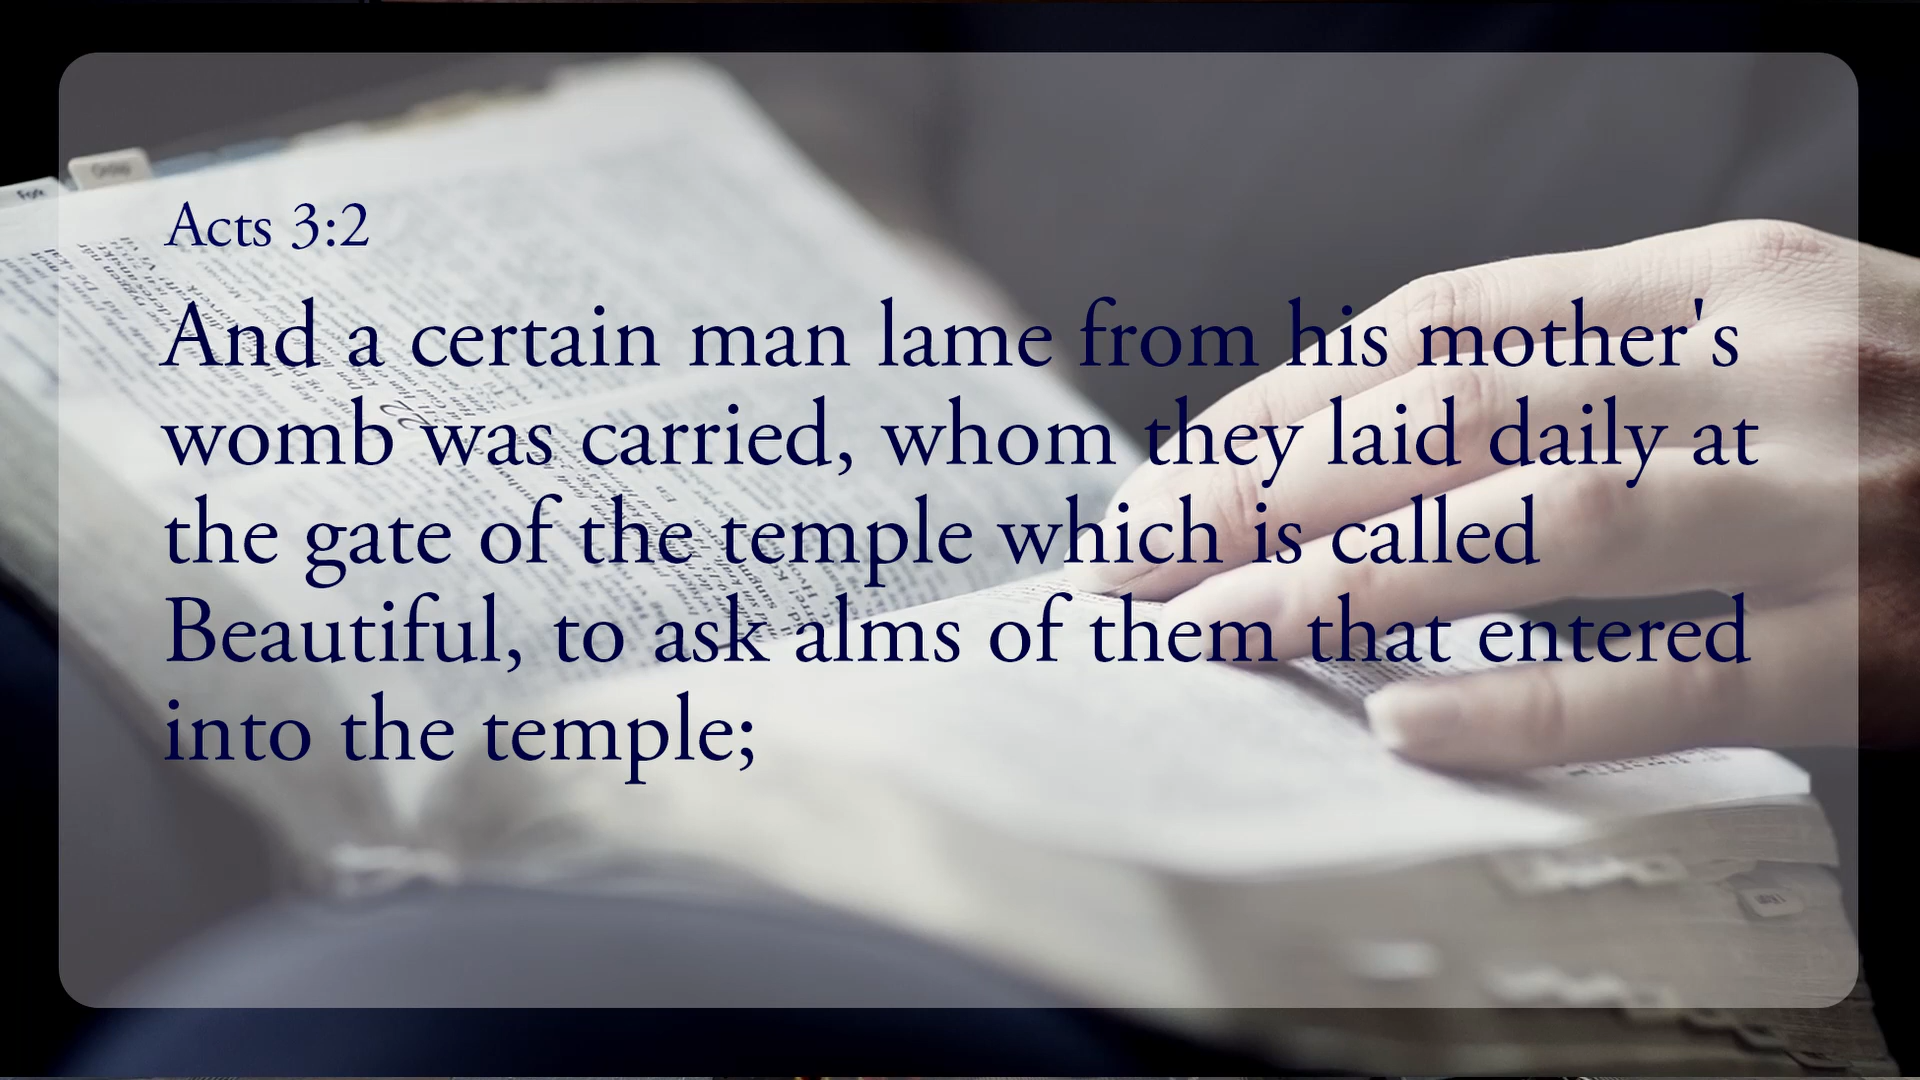 Acts 3:2
And a certain man lame from his mother's
womb was carried, whom they laid daily at
the gate of the temple which is called
Beautiful, to ask alms of them that entered
into the temple;